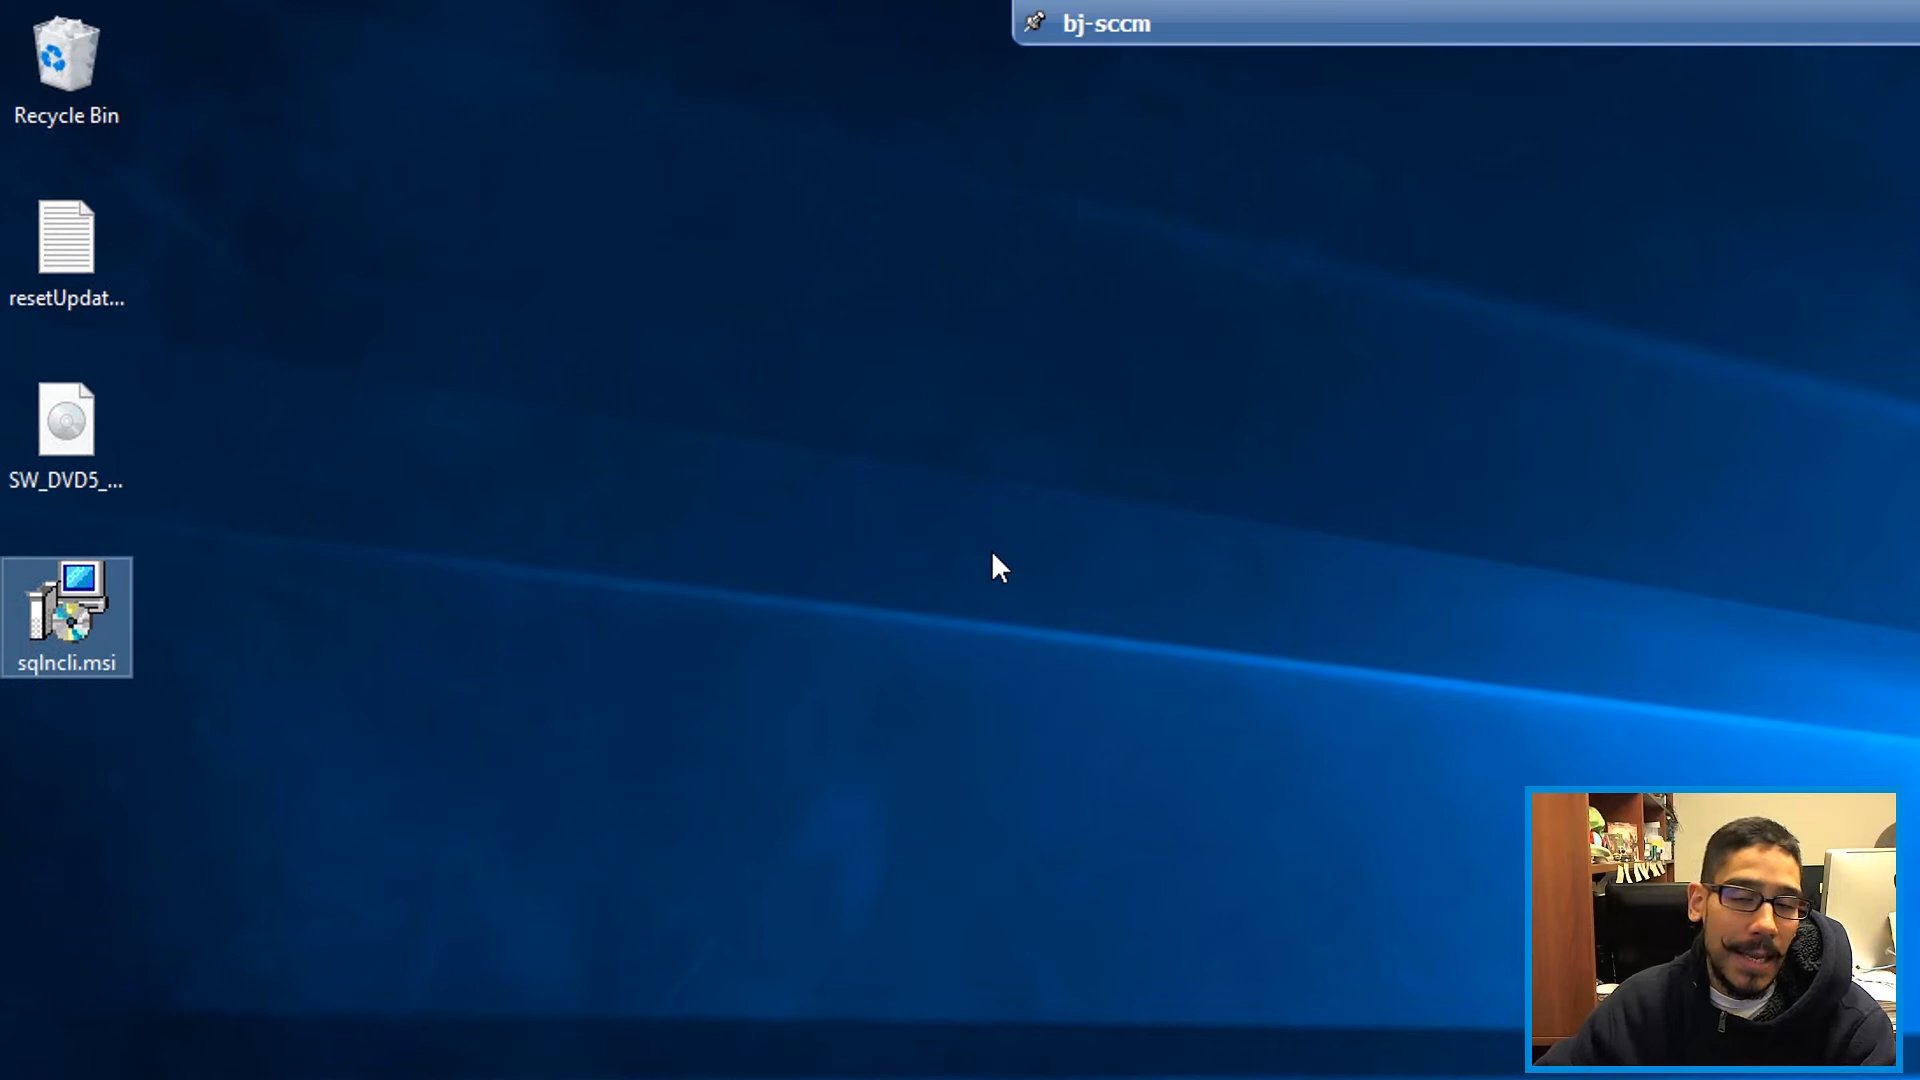 bj-sccm
Recycle Bin
resetUpdat...
SW_DVD5_...
sqlncli.msi